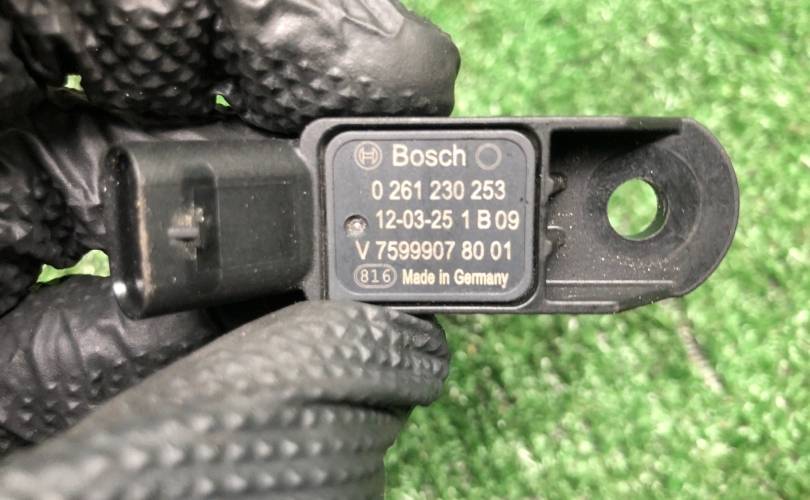 Bosch
0 261 230 253
12-03-25 1 B 09
V 7599907 80 01
816 Made in Germany